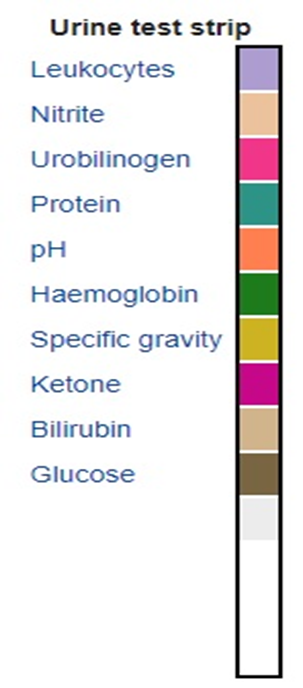 Urine test strip
Leukocytes
Nitrite
Urobilinogen
Protein
pH
Haemoglobin
Specific gravity
Ketone
Bilirubin
Glucose